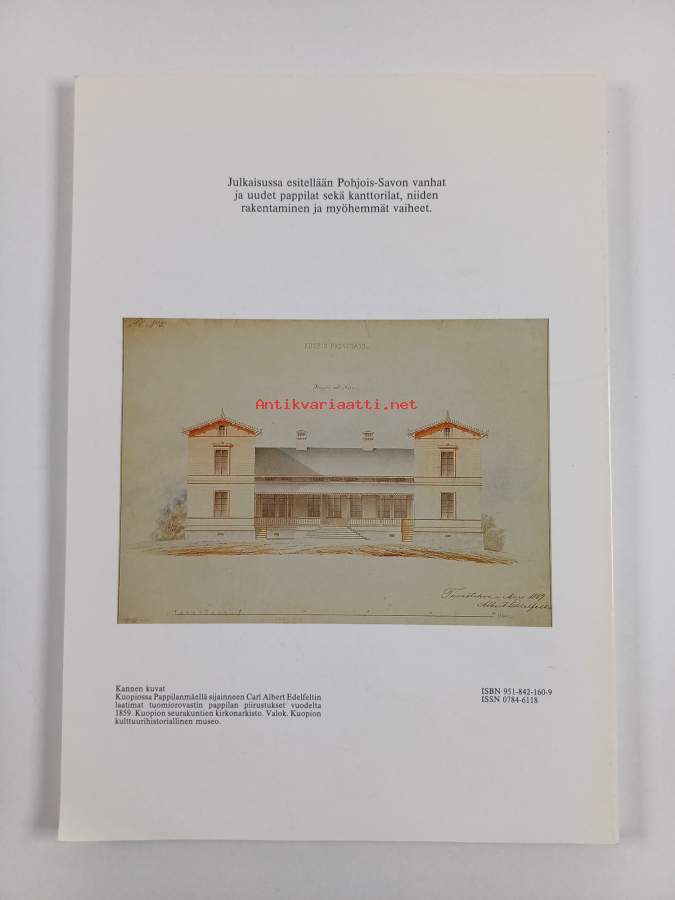 Julkaisussa esitellään Pohjois-Savon vanhat
ja uudet pappilat sekä kanttorilat, niiden
rakentaminen ja myöhemmät vaiheet.
Antikvariaatti.net
Kannen kuvat
Kuopiossa Pappilanmäellä sijainneen Carl Albert Edelfeltin
laatimat tuomiorovastin pappilan piirustukset vuodelta
1859. Kuopion seurakuntien kirkonarkisto. Valok. Kuopion
kulttuurihistoriallinen museo.
ISBN 951-842-160-9
ISSN 0784-6118